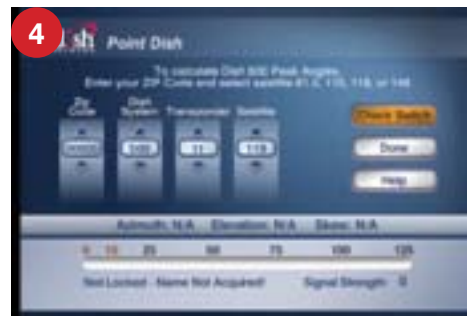 4
dish Point Dish
To calculate Dish 500 Peak Angles,
Enter your ZIP Code and select satellite 61.5, 110, 119, or 148
Zip Code
Dish System
Transponder
Satellite
500
11
119
Check Switch
Done
Help
Azimuth: N/A Elevation: N/A Skew: N/A
0 10 25 50 75 100 125
Not Locked Name Not Acquired! Signal Strength 0